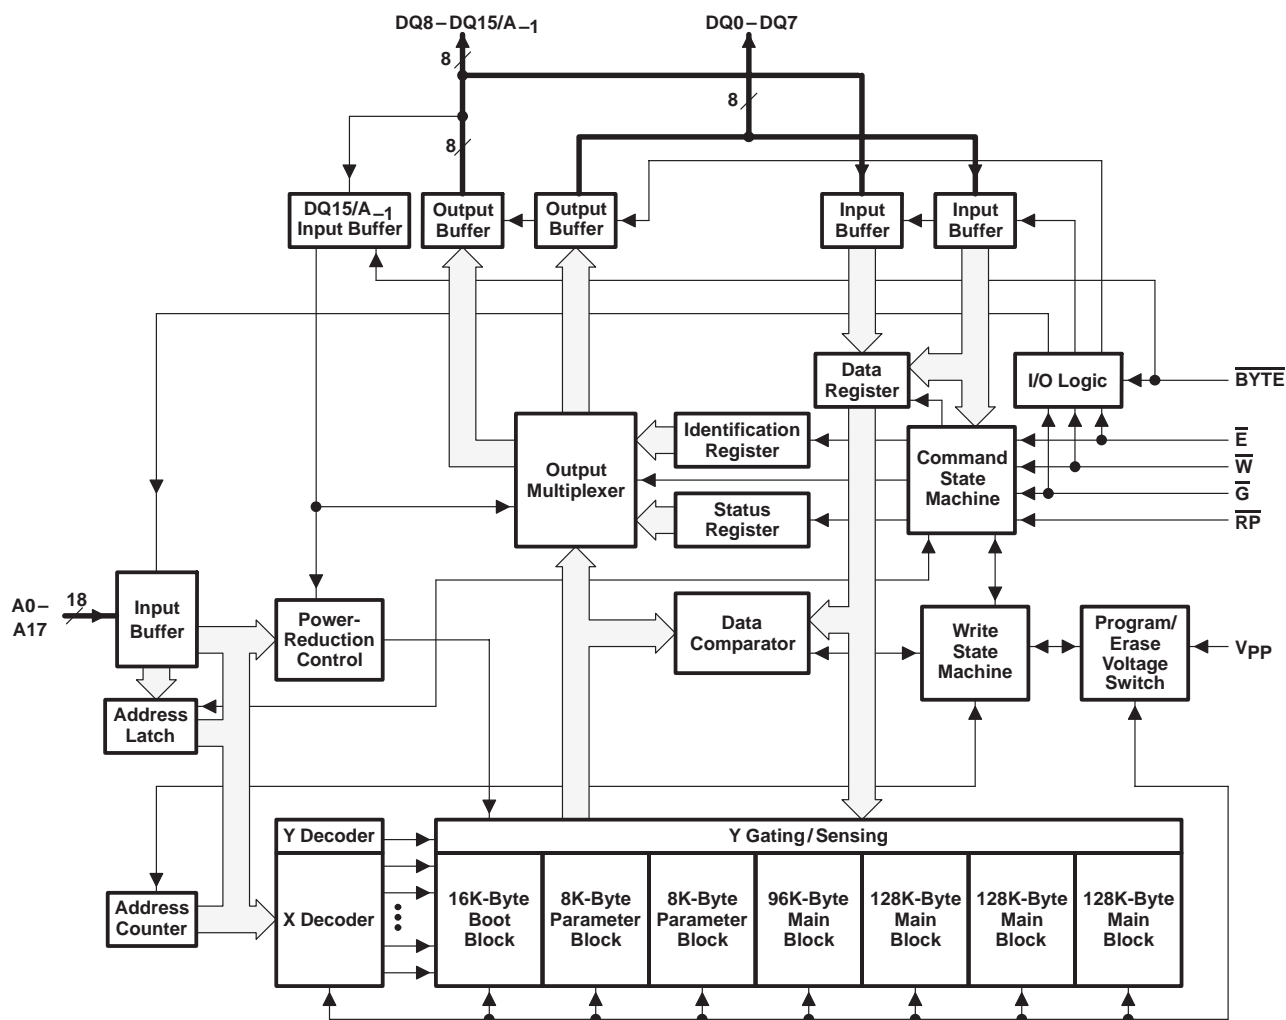 DQ8–DQ15/A–1
DQ0–DQ7
8
8
8
DQ15/A–1
Input Buffer
Output
Buffer
Output
Buffer
Input
Buffer
Input
Buffer
Data
Register
I/O Logic
BYTE
Identification
Register
Output
Multiplexer
Command
State
Machine
E
W
G
RP
Status
Register
A0–
A17
18
Input
Buffer
Power-
Reduction
Control
Data
Comparator
Write
State
Machine
Program/
Erase
Voltage
Switch
VPP
Address
Latch
Y Decoder
Y Gating/Sensing
Address
Counter
X Decoder
16K-Byte
Boot
Block
8K-Byte
Parameter
Block
8K-Byte
Parameter
Block
96K-Byte
Main
Block
128K-Byte
Main
Block
128K-Byte
Main
Block
128K-Byte
Main
Block